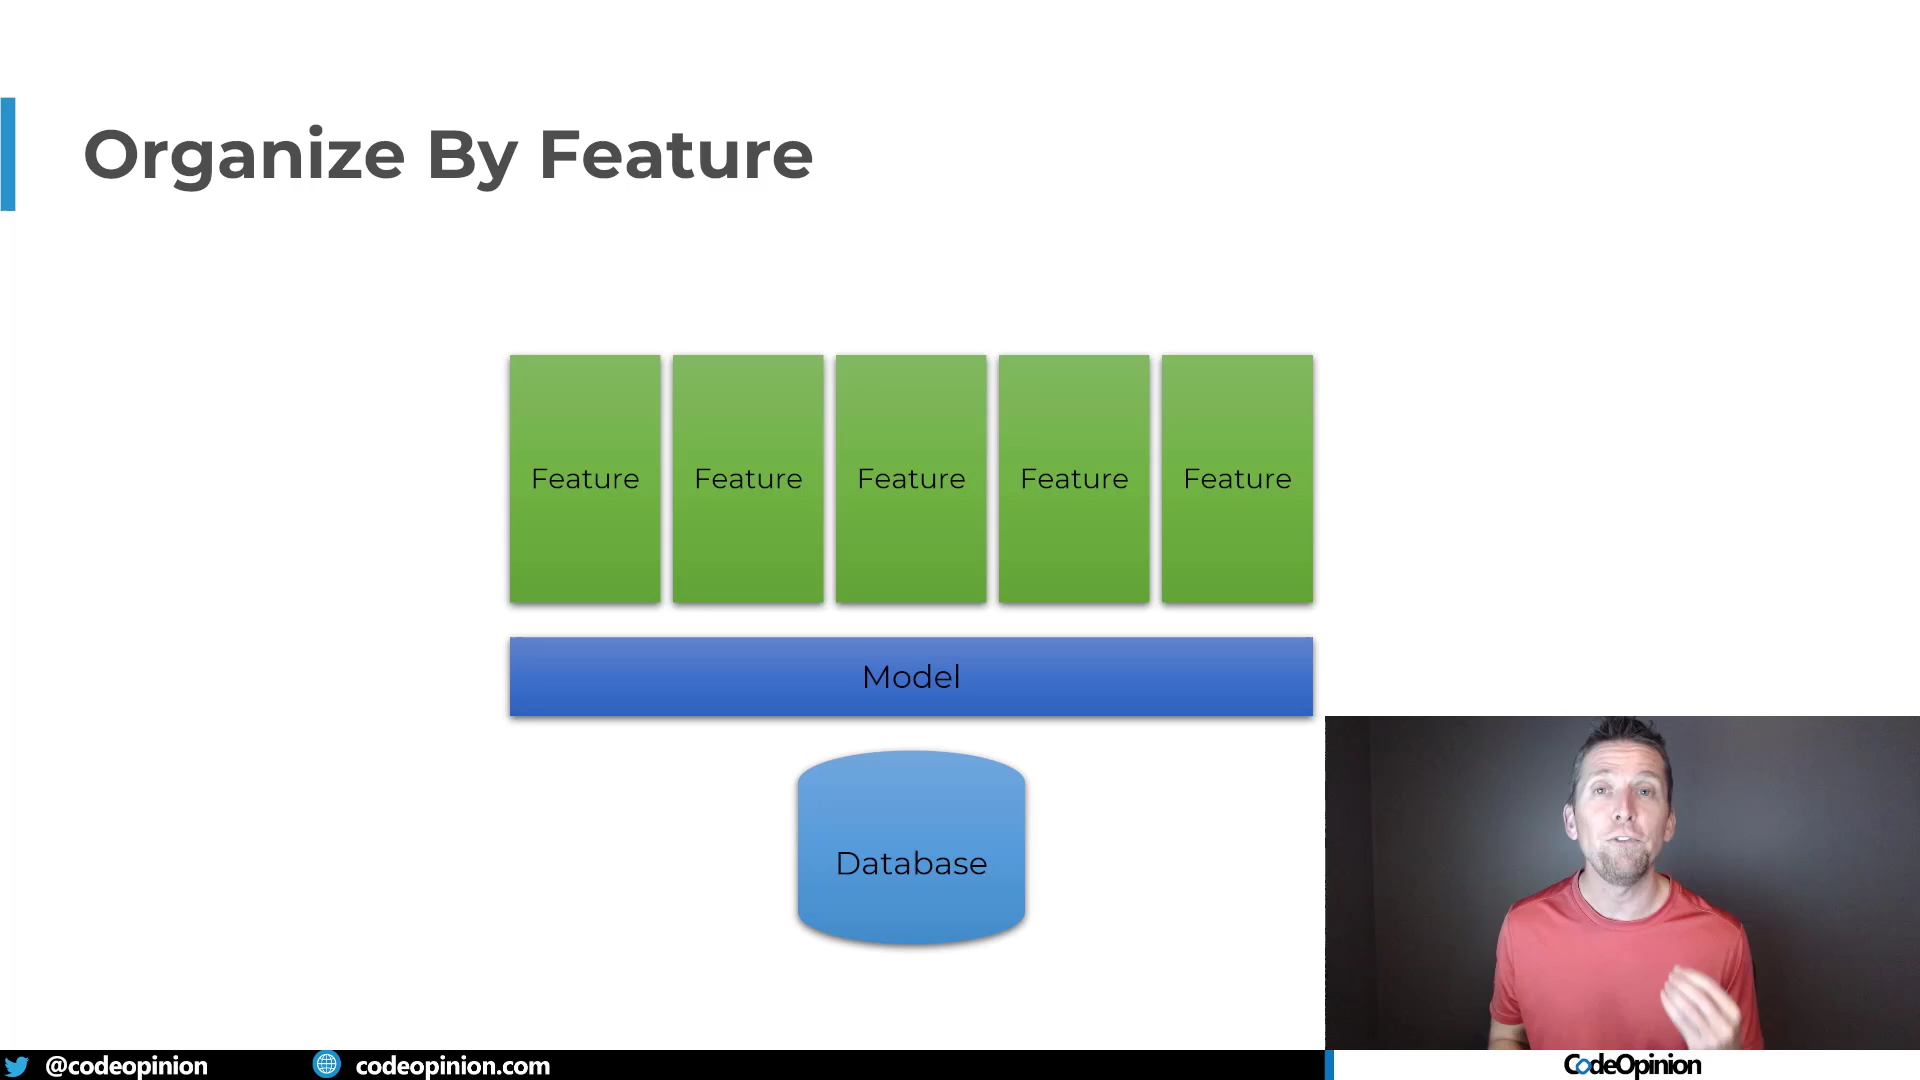 Organize By Feature
Feature Feature Feature Feature Feature
Model
Database
@codeopinion codeopinion.com CodeOpinion